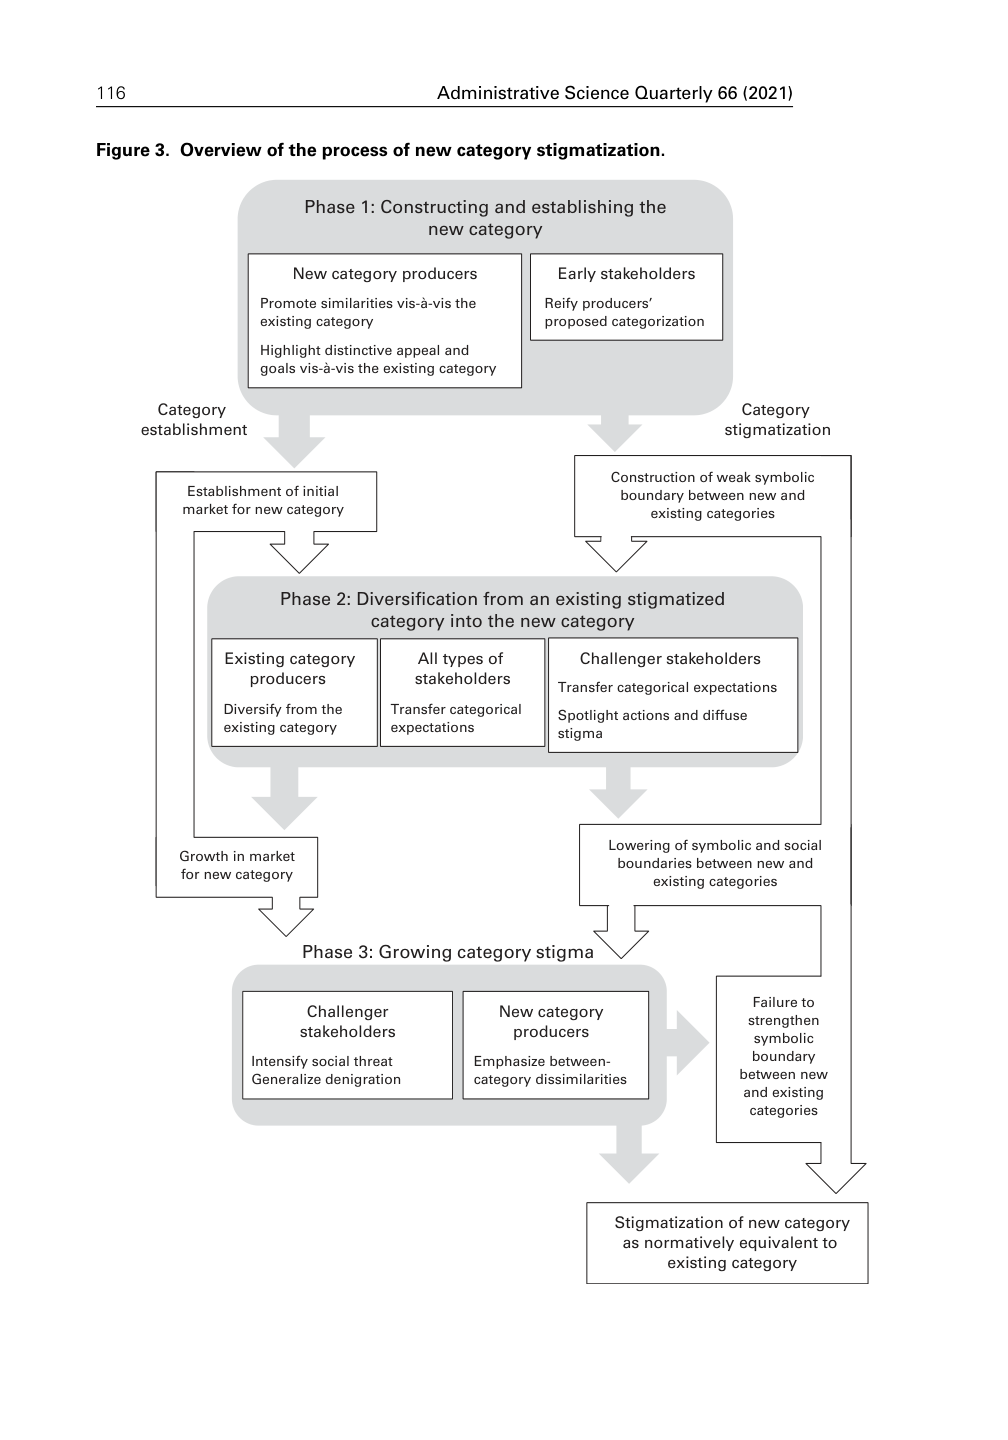 116
Administrative Science Quarterly 66 (2021)
Figure 3. Overview of the process of new category stigmatization.
Phase 1: Constructing and establishing the
new category
New category producers
Promote similarities vis-à-vis the
existing category
Highlight distinctive appeal and
goals vis-à-vis the existing category
Early stakeholders
Reify producers’
proposed categorization
Category
establishment
Category
stigmatization
Establishment of initial
market for new category
Construction of weak symbolic
boundary between new and
existing categories
Phase 2: Diversification from an existing stigmatized
category into the new category
Existing category
producers
Diversify from the
existing category
All types of
stakeholders
Transfer categorical
expectations
Challenger stakeholders
Transfer categorical expectations
Spotlight actions and diffuse
stigma
Growth in market
for new category
Lowering of symbolic and social
boundaries between new and
existing categories
Phase 3: Growing category stigma
Challenger
stakeholders
Intensify social threat
Generalize denigration
New category
producers
Emphasize between-
category dissimilarities
Failure to
strengthen
symbolic
boundary
between new
and existing
categories
Stigmatization of new category
as normatively equivalent to
existing category